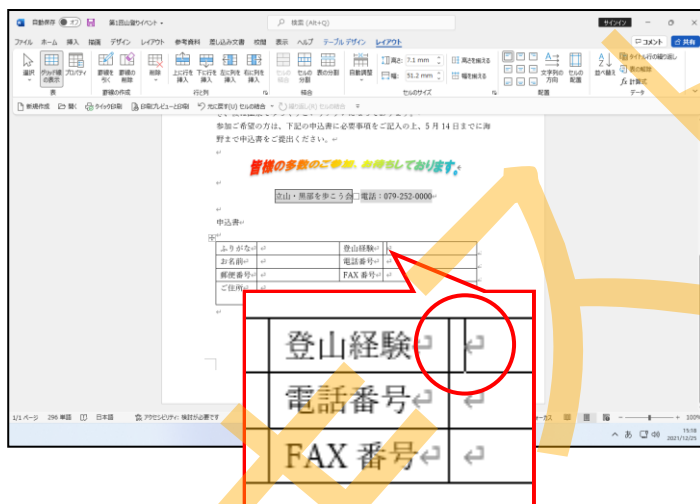 自動保存 オフ 第1回山登りイベント 検索 (Alt+Q) サインイン
ファイル ホーム 挿入 描画 デザイン レイアウト 参考資料 差し込み文書 校閲 表示 ヘルプ テーブル デザイン レイアウト コメント 共有
選択 グリッド線の表示 プロパティ 罫線を引く 罫線の削除 削除 上に行を挿入 下に行を挿入 左に列を挿入 右に列を挿入 セルの結合 セルの分割 表の分割 自動調整 高さ: 7.1 mm 幅: 51.2 mm 高さを揃える 幅を揃える 文字列の方向 セルの配置 並べ替え タイトル行の繰り返し 表の解除 計算式
表 罫線の作成 行と列 結合 セルのサイズ 配置 データ
新規作成 開く クイック印刷 印刷プレビューと印刷 元に戻す(U) セルの結合 繰り返し(R) セルの結合
参加ご希望の方は、下記の申込書に必要事項をご記入の上、5 月 14 日までに海
野まで申込書をご提出ください。
皆様の多数のご参加、お待ちしております。
立山・黒部を歩こう会□電話：079-252-0000
申込書
ふりがな 登山経験
お名前 電話番号
郵便番号 FAX 番号
ご住所
登山経験
電話番号
FAX 番号
1/1 ページ 296 単語 日本語 アクセシビリティ: 検討が必要です 100%
あ 15:16
2021/12/25